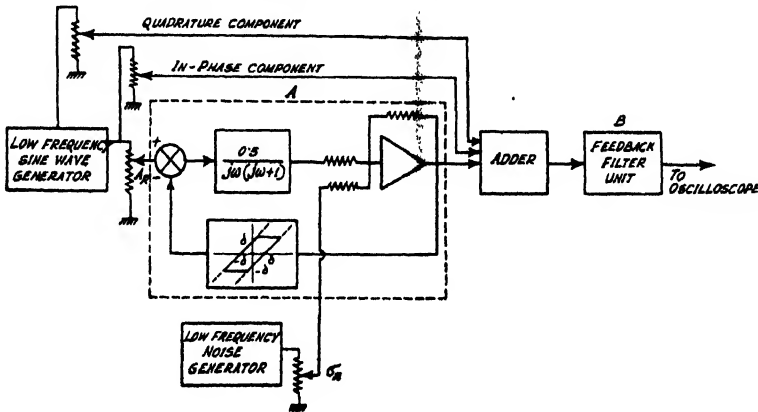 QUADRATURE COMPONENT
IN-PHASE COMPONENT
A
B
LOW FREQUENCY
SINE WAVE
GENERATOR
+
-
0.5
jω(jω+1)
ADDER
FEEDBACK
FILTER
UNIT
TO
OSCILLOSCOPE
d
-d
d
-d
LOW FREQUENCY
NOISE
GENERATOR